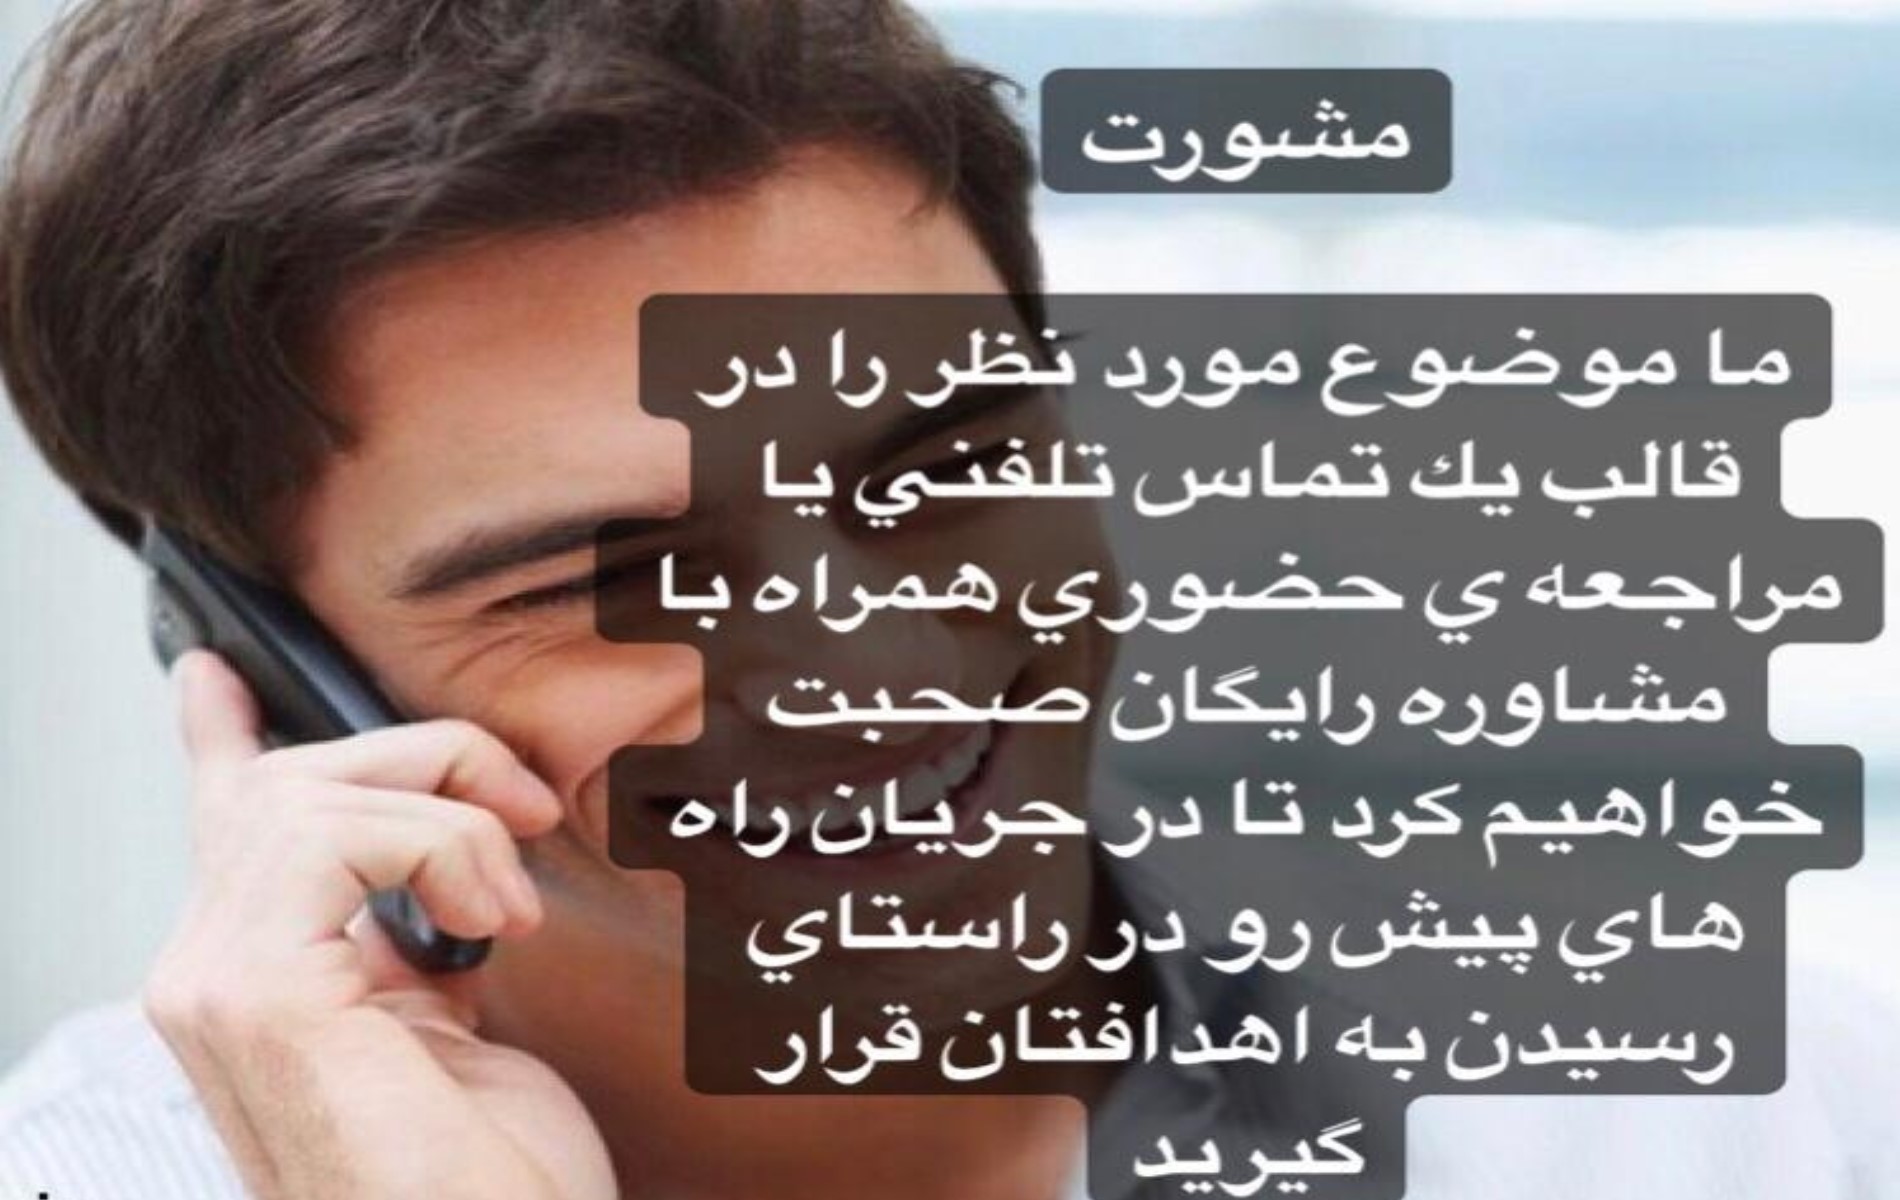 مشورت
ما موضوع مورد نظر را در
قالب يك تماس تلفني يا
مراجعه ي حضوري همراه با
مشاوره رايگان صحبت
خواهيم كرد تا در جريان راه
هاي پيش رو در راستاي
رسيدن به اهدافتان قرار
گيريد